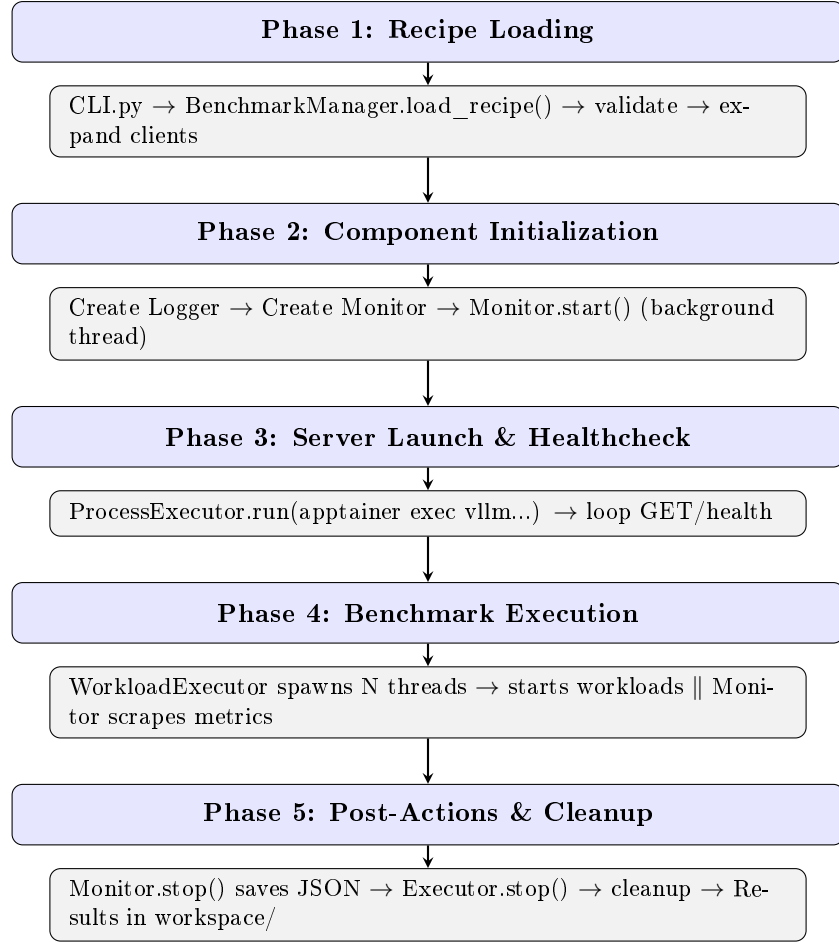 Phase 1: Recipe Loading
CLI.py → BenchmarkManager.load_recipe() → validate → ex-
pand clients
Phase 2: Component Initialization
Create Logger → Create Monitor → Monitor.start() (background
thread)
Phase 3: Server Launch & Healthcheck
ProcessExecutor.run(apptainer exec vllm...) → loop GET/health
Phase 4: Benchmark Execution
WorkloadExecutor spawns N threads → starts workloads ∥ Moni-
tor scrapes metrics
Phase 5: Post-Actions & Cleanup
Monitor.stop() saves JSON → Executor.stop() → cleanup → Re-
sults in workspace/